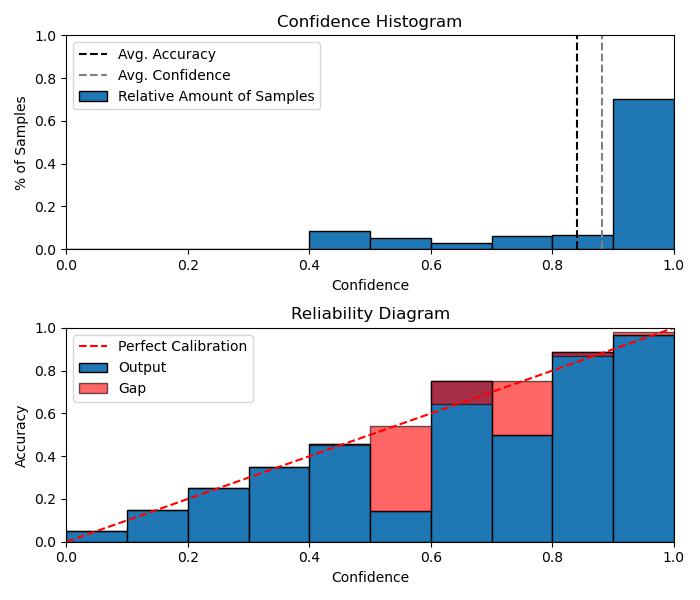 Confidence Histogram
1.0
0.8
0.6
0.4
0.2
0.0
% of Samples
Avg. Accuracy
Avg. Confidence
Relative Amount of Samples
0.0 0.2 0.4 0.6 0.8 1.0
Confidence
Reliability Diagram
1.0
0.8
0.6
0.4
0.2
0.0
Accuracy
Perfect Calibration
Output
Gap
0.0 0.2 0.4 0.6 0.8 1.0
Confidence